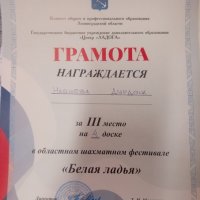 Комитет общего и профессионального образования
Ленинградской области
Государственное бюджетное учреждение дополнительного образования
«Центр «ЛАДОГА»
ГРАМОТА
НАГРАЖДАЕТСЯ
за III место
на 4 доске
в областном шахматном фестивале
«Белая ладья»